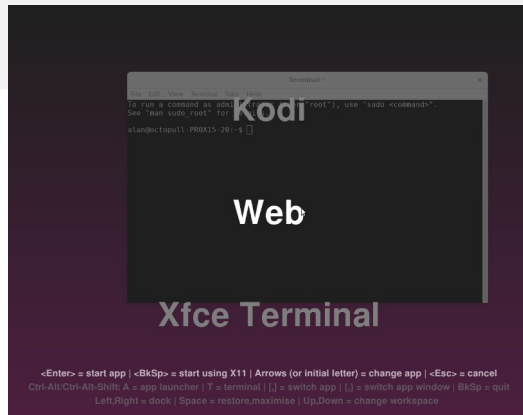 Terminal -
File Edit View Terminal Tabs Help
To run a command as "root"), use "sudo <command>".
See "man sudo_root" for
Kodi
alan@octopull-PROX15-20:~$
Web
Xfce Terminal
<Enter> = start app | <BkSp> = start using X11 | Arrows (or initial letter) = change app | <Esc> = cancel
Ctrl-Alt/Ctrl-Alt-Shift: A = app launcher | T = terminal | [,] = switch app | {,} = switch app window | BkSp = quit
Left,Right = dock | Space = restore,maximise | Up,Down = change workspace